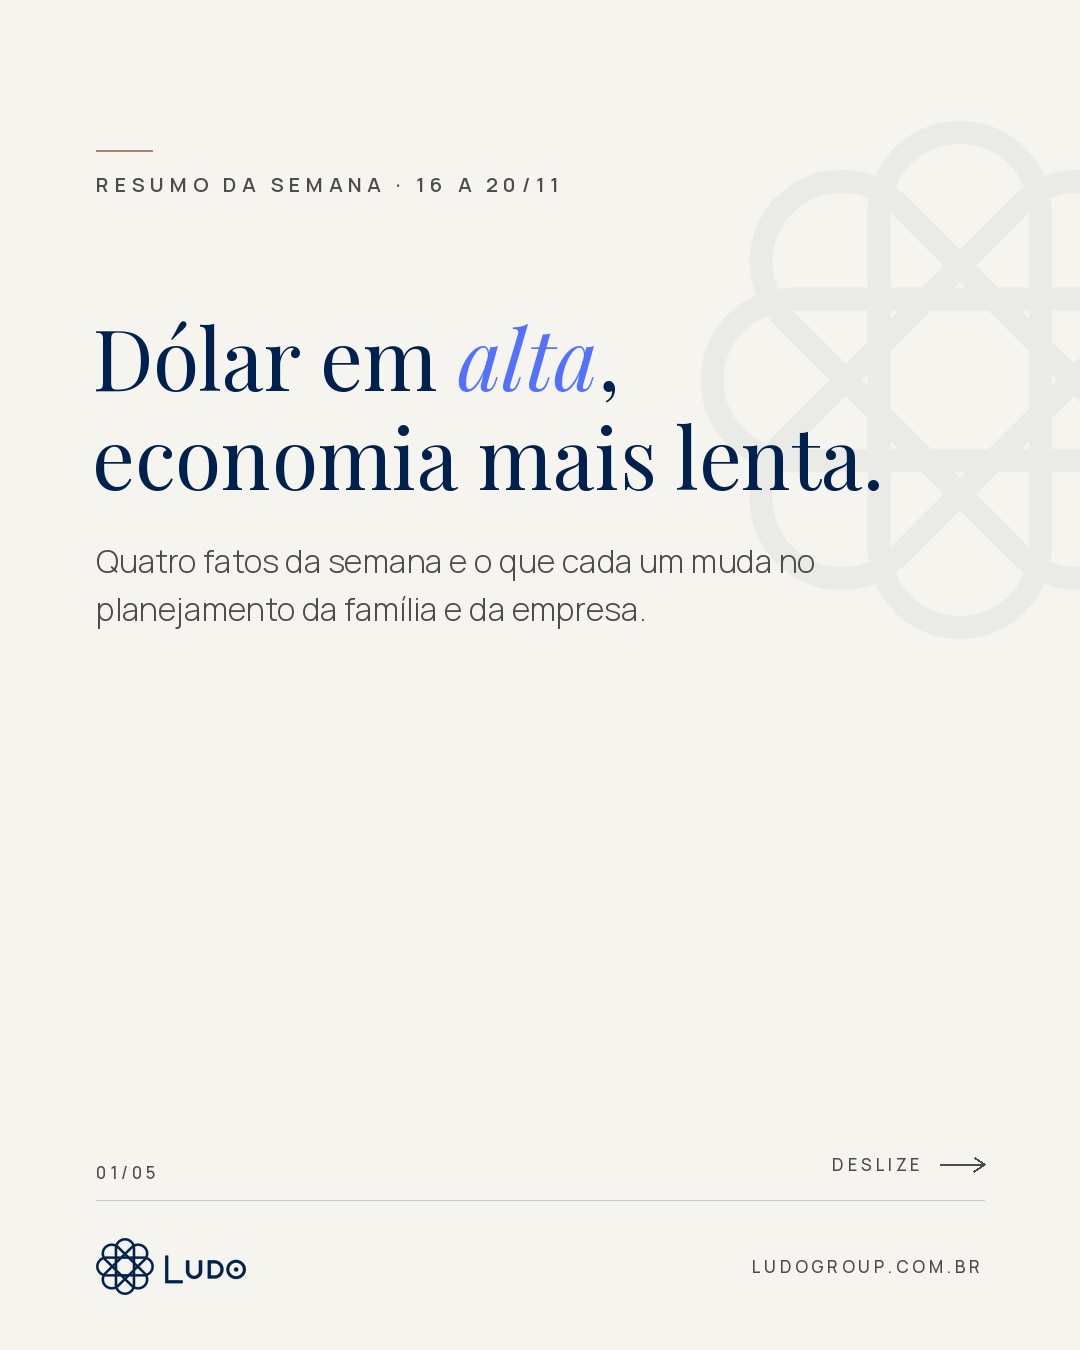 RESUMO DA SEMANA · 16 A 20/11
Dólar em alta,
economia mais lenta.
Quatro fatos da semana e o que cada um muda no
planejamento da família e da empresa.
01/05
DESLIZE
LUDO
LUDOGROUP.COM.BR